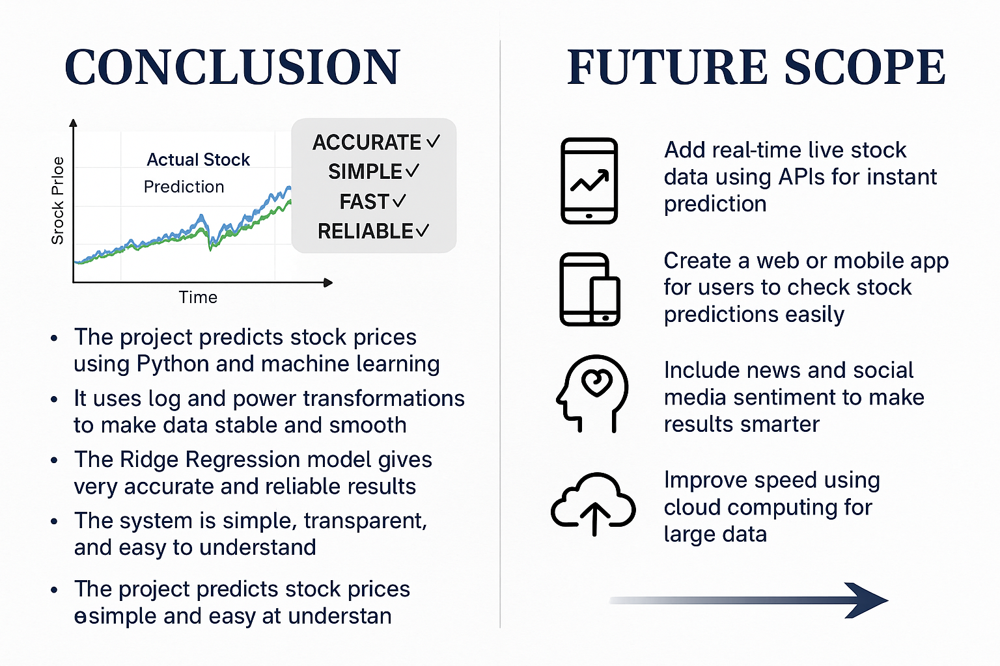 CONCLUSION
Srock Prloe
Actual Stock
Prediction
Time
ACCURATE ✓
SIMPLE ✓
FAST ✓
RELIABLE ✓
• The project predicts stock prices
using Python and machine learning
• It uses log and power transformations
to make data stable and smooth
• The Ridge Regression model gives
very accurate and reliable results
• The system is simple, transparent,
and easy to understand
• The project predicts stock prices
esimple and easy at understan
FUTURE SCOPE
Add real-time live stock
data using APIs for instant
prediction
Create a web or mobile app
for users to check stock
predictions easily
Include news and social
media sentiment to make
results smarter
Improve speed using
cloud computing for
large data